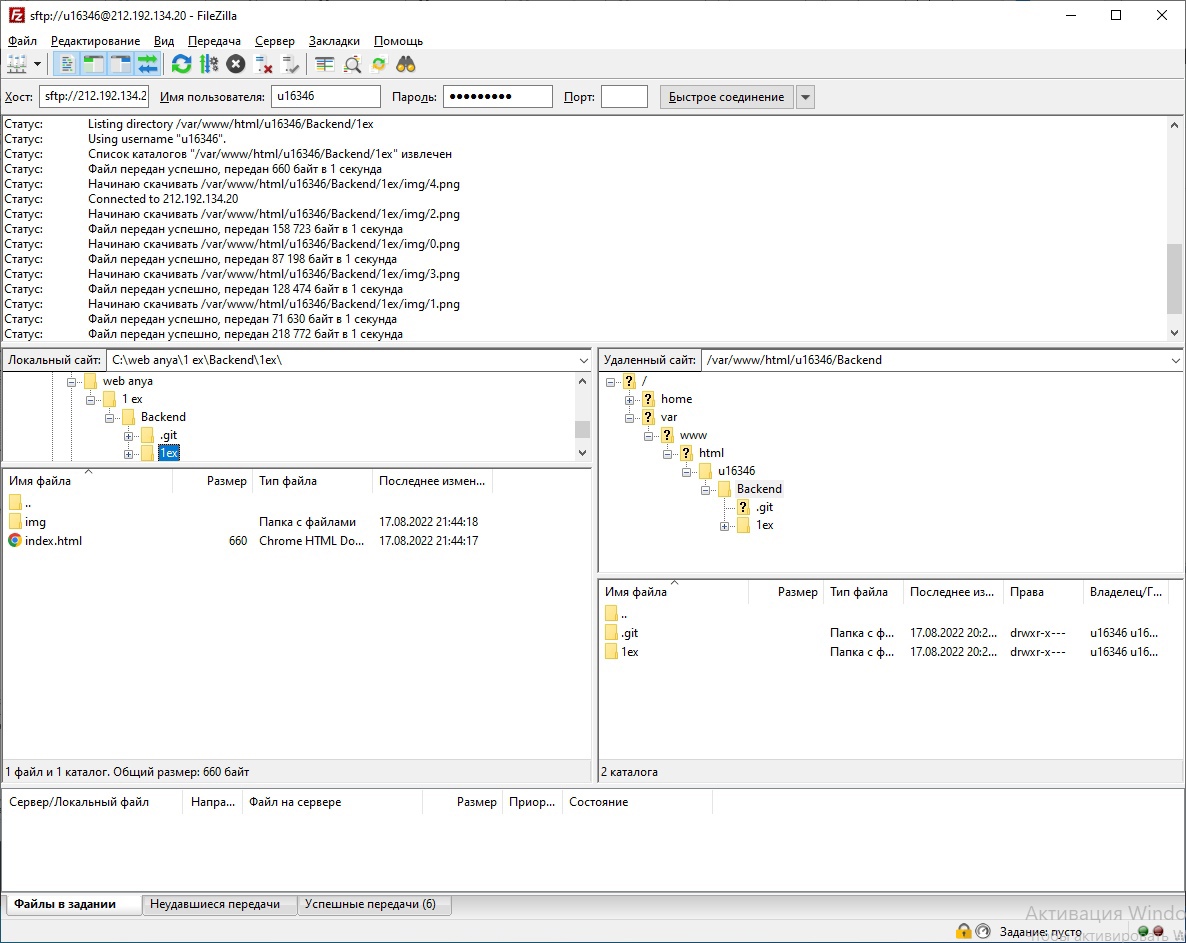 sftp://u16346@212.192.134.20 - FileZilla
Файл Редактирование Вид Передача Сервер Закладки Помощь
Хост: sftp://212.192.134.2 Имя пользователя: u16346 Пароль: ●●●●●●●●● Порт: Быстрое соединение
Статус: Listing directory /var/www/html/u16346/Backend/1ex
Статус: Using username "u16346".
Статус: Список каталогов "/var/www/html/u16346/Backend/1ex" извлечен
Статус: Файл передан успешно, передан 660 байт в 1 секунда
Статус: Начинаю скачивать /var/www/html/u16346/Backend/1ex/img/4.png
Статус: Connected to 212.192.134.20
Статус: Начинаю скачивать /var/www/html/u16346/Backend/1ex/img/2.png
Статус: Файл передан успешно, передан 158 723 байт в 1 секунда
Статус: Начинаю скачивать /var/www/html/u16346/Backend/1ex/img/0.png
Статус: Файл передан успешно, передан 87 198 байт в 1 секунда
Статус: Начинаю скачивать /var/www/html/u16346/Backend/1ex/img/3.png
Статус: Файл передан успешно, передан 128 474 байт в 1 секунда
Статус: Начинаю скачивать /var/www/html/u16346/Backend/1ex/img/1.png
Статус: Файл передан успешно, передан 71 630 байт в 1 секунда
Статус: Файл передан успешно, передан 218 772 байт в 1 секунда
Локальный сайт: C:\web anya\1 ex\Backend\1ex\
web anya
1 ex
Backend
.git
1ex
Имя файла Размер Тип файла Последнее измен...
..
img Папка с файлами 17.08.2022 21:44:18
index.html 660 Chrome HTML Do... 17.08.2022 21:44:17
1 файл и 1 каталог. Общий размер: 660 байт
Удаленный сайт: /var/www/html/u16346/Backend
/
home
var
www
html
u16346
Backend
.git
1ex
Имя файла Размер Тип файла Последнее из... Права Владелец/Г...
..
.git Папка с ф... 17.08.2022 20:2... drwxr-x--- u16346 u16...
1ex Папка с ф... 17.08.2022 20:2... drwxr-x--- u16346 u16...
2 каталога
Сервер/Локальный файл Напра... Файл на сервере Размер Приор... Состояние
Файлы в задании Неудавшиеся передачи Успешные передачи (6)
Активация Windo
Задание: пусто
Чтобы активировать W